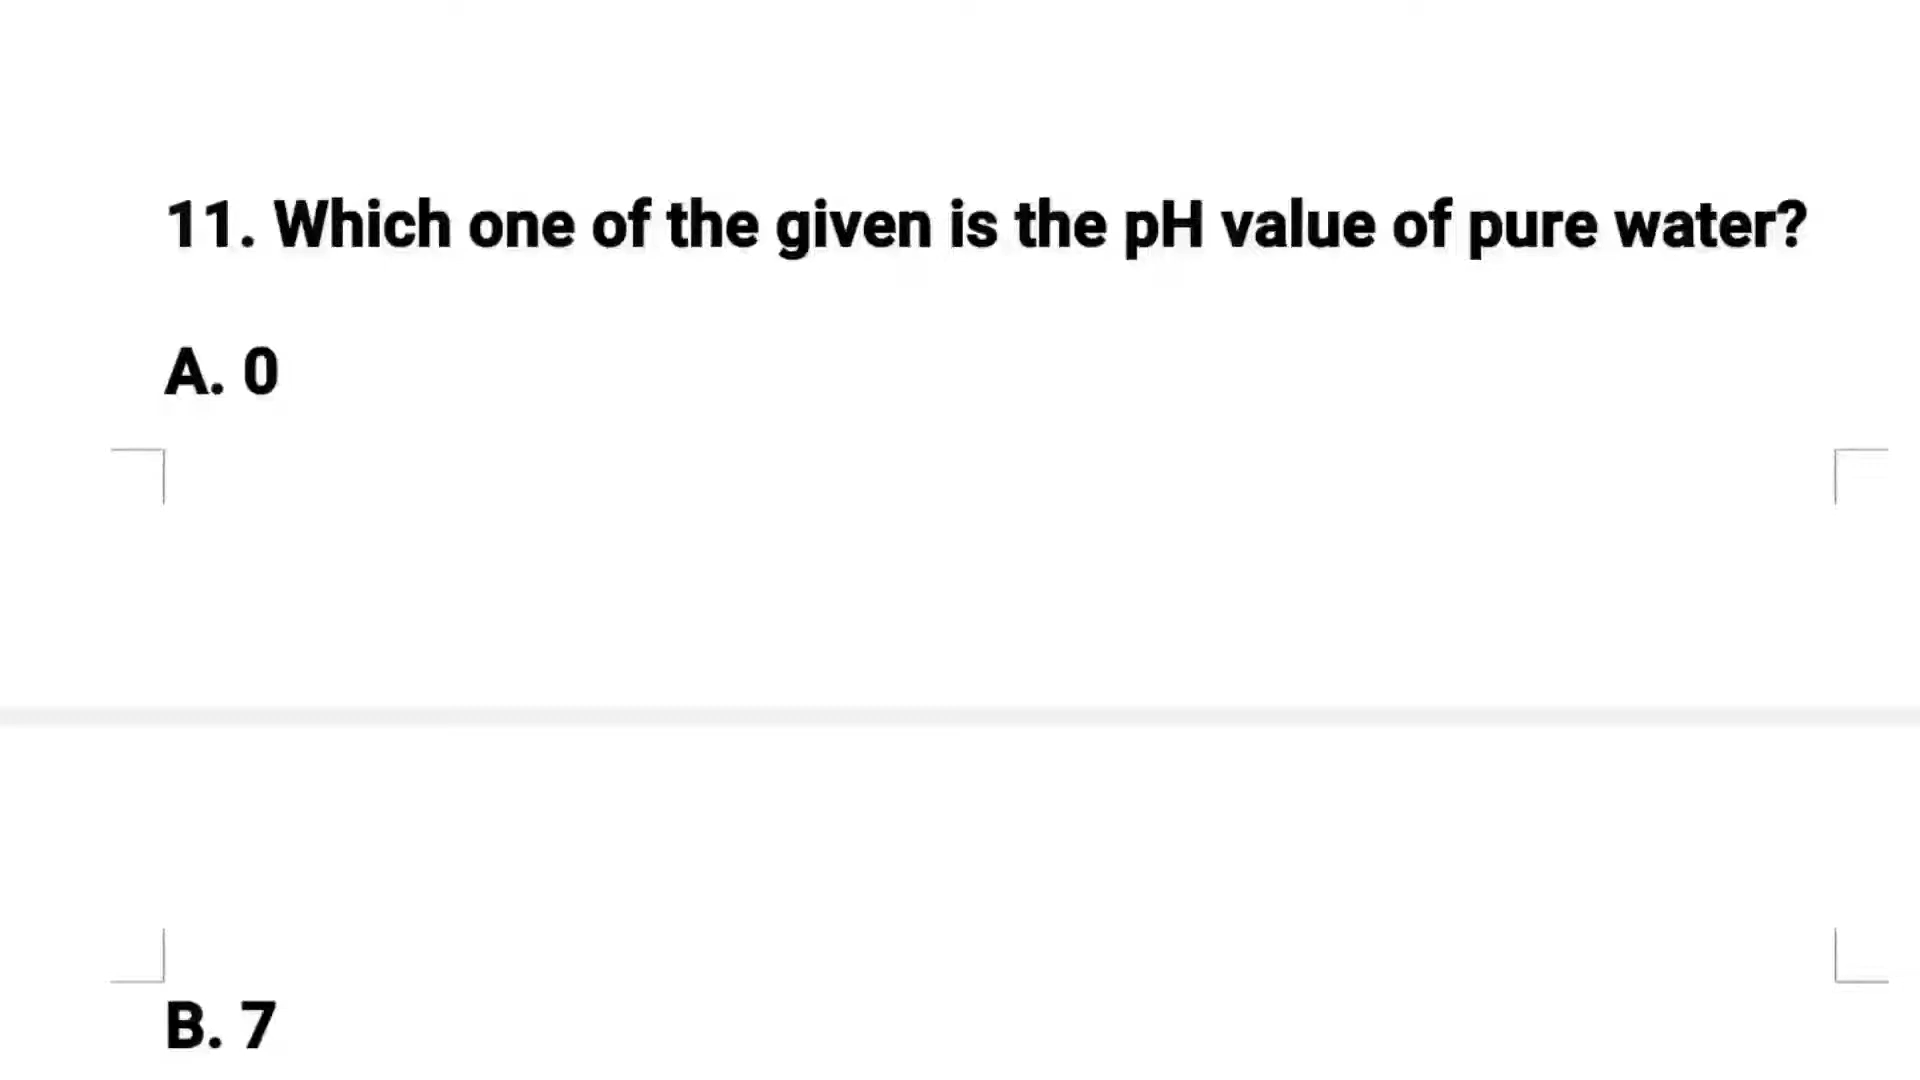 11. Which one of the given is the pH value of pure water?
A. 0
B. 7